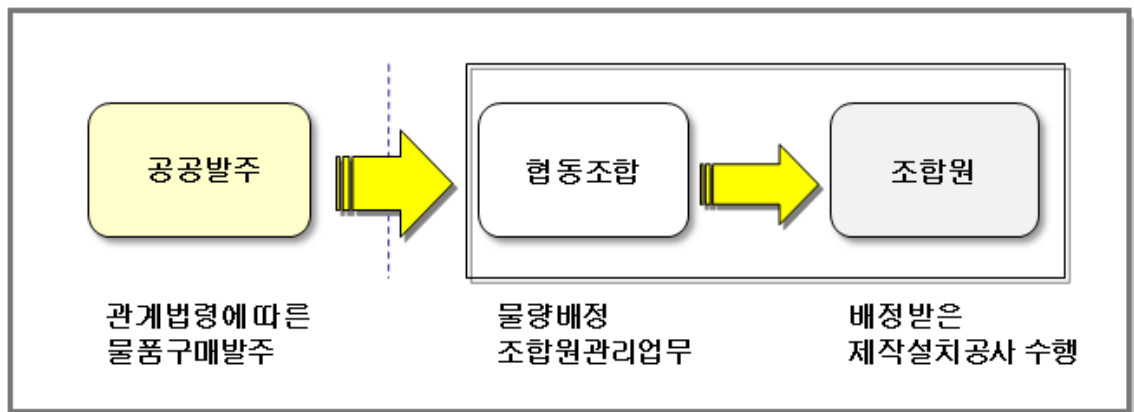 공공발주
협동조합
조합원
관계법령에 따른
물품구매발주
물량배정
조합원관리업무
배정받은
제작설치공사 수행